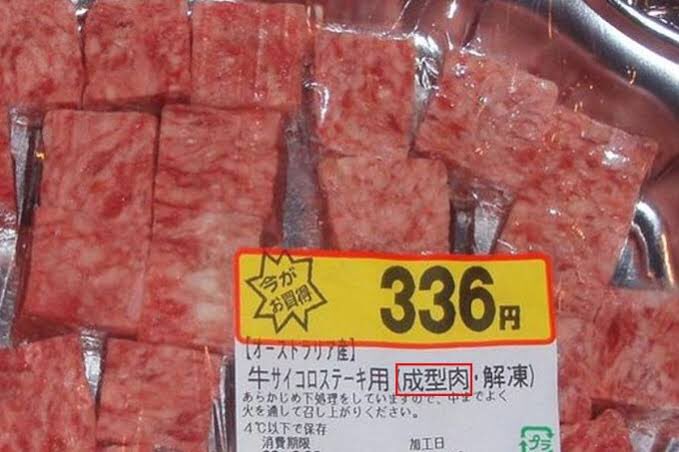 今が
お買得
336円
【オーストラリア産】
牛サイコロステーキ用(成型肉・解凍)
あらかじめ下処理をしていますので、中までよく
火を通して召し上がりください。
4℃以下で保存
消費期限 加工日
プラ